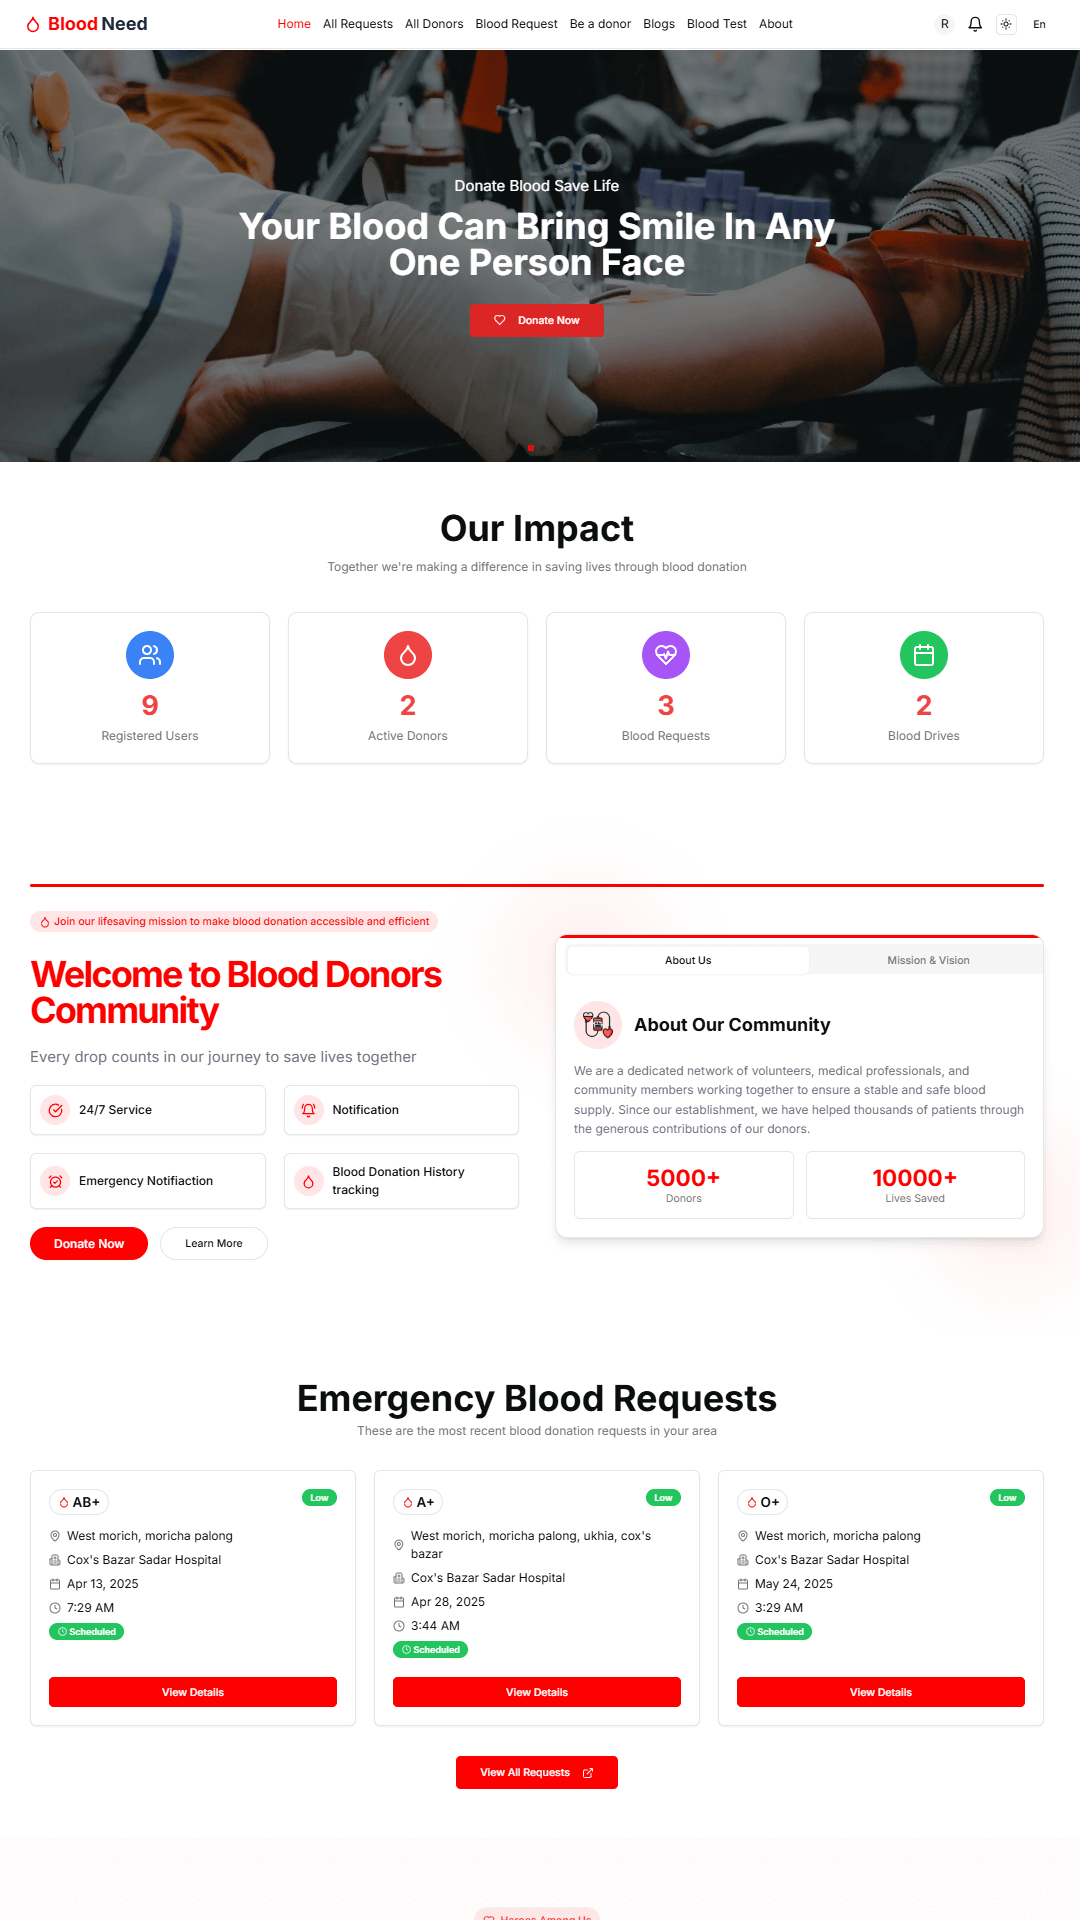 Blood Need
Home All Requests All Donors Blood Request Be a donor Blogs Blood Test About
R
En
Donate Blood Save Life
Your Blood Can Bring Smile In Any
One Person Face
Donate Now
Our Impact
Together we're making a difference in saving lives through blood donation
9
Registered Users
2
Active Donors
3
Blood Requests
2
Blood Drives
Join our lifesaving mission to make blood donation accessible and efficient
Welcome to Blood Donors
Community
Every drop counts in our journey to save lives together
24/7 Service
Notification
Emergency Notifiaction
Blood Donation History
tracking
Donate Now
Learn More
About Us
Mission & Vision
About Our Community
We are a dedicated network of volunteers, medical professionals, and
community members working together to ensure a stable and safe blood
supply. Since our establishment, we have helped thousands of patients through
the generous contributions of our donors.
5000+
Donors
10000+
Lives Saved
Emergency Blood Requests
These are the most recent blood donation requests in your area
AB+
Low
West morich, moricha palong
Cox's Bazar Sadar Hospital
Apr 13, 2025
7:29 AM
Scheduled
View Details
A+
Low
West morich, moricha palong, ukhia, cox's
bazar
Cox's Bazar Sadar Hospital
Apr 28, 2025
3:44 AM
Scheduled
View Details
O+
Low
West morich, moricha palong
Cox's Bazar Sadar Hospital
May 24, 2025
3:29 AM
Scheduled
View Details
View All Requests
Heroes Among Us